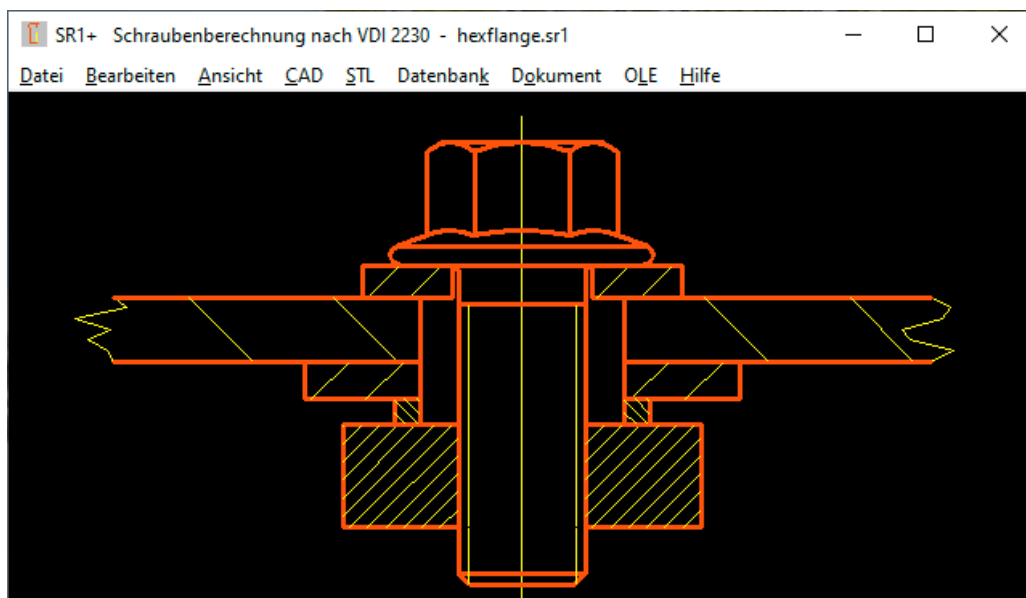 SR1+ Schraubenberechnung nach VDI 2230 - hexflange.sr1
Datei Bearbeiten Ansicht CAD STL Datenbank Dokument OLE Hilfe